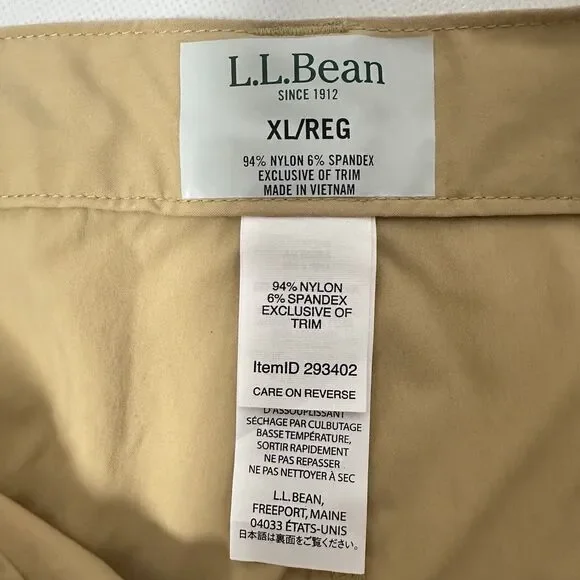 L.L.Bean
SINCE 1912
XL/REG
94% NYLON 6% SPANDEX
EXCLUSIVE OF TRIM
MADE IN VIETNAM
94% NYLON
6% SPANDEX
EXCLUSIVE OF
TRIM
ItemID 293402
CARE ON REVERSE
D'ASSOUPLISSANT
SÉCHAGE PAR CULBUTAGE
BASSE TEMPÉRATURE,
SORTIR RAPIDEMENT
NE PAS REPASSER
NE PAS NETTOYER À SEC
L.L.BEAN,
FREEPORT, MAINE
04033 ÉTATS-UNIS
日本語は裏面をご覧ください。